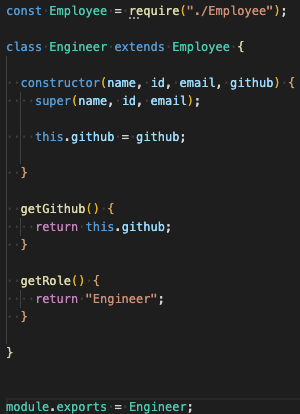 const Employee = require("./Employee");
class Engineer extends Employee {
constructor(name, id, email, github) {
super(name, id, email);
this.github = github;
}
getGithub() {
return this.github;
}
getRole() {
return "Engineer";
}
}
module.exports = Engineer;